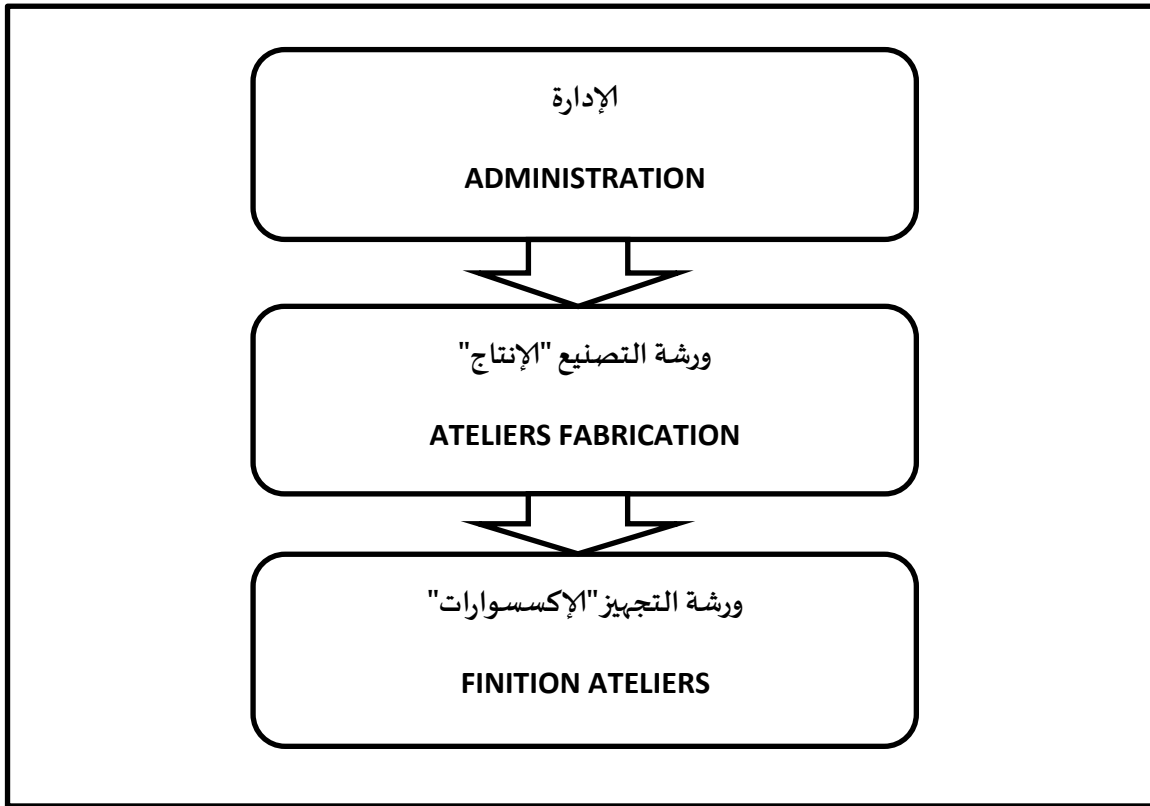 الإدارة
ADMINISTRATION
ورشة التصنيع "الإنتاج"
ATELIERS FABRICATION
ورشة التجهيز"الإكسسوارات"
FINITION ATELIERS